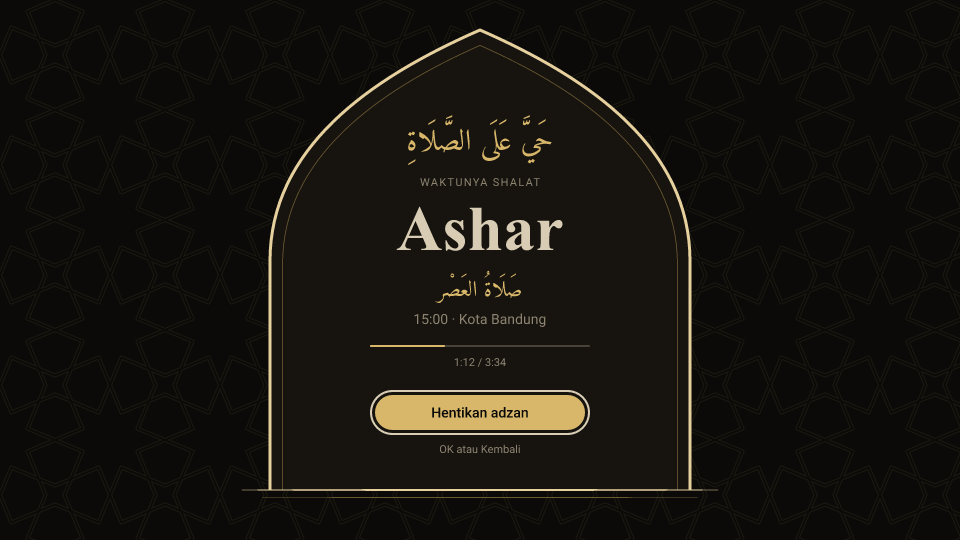 حَيَّ عَلَى الصَّلَاةِ
WAKTUNYA SHALAT
Ashar
صَلَاةُ العَصْر
15:00 · Kota Bandung
1:12 / 3:34
Hentikan adzan
OK atau Kembali